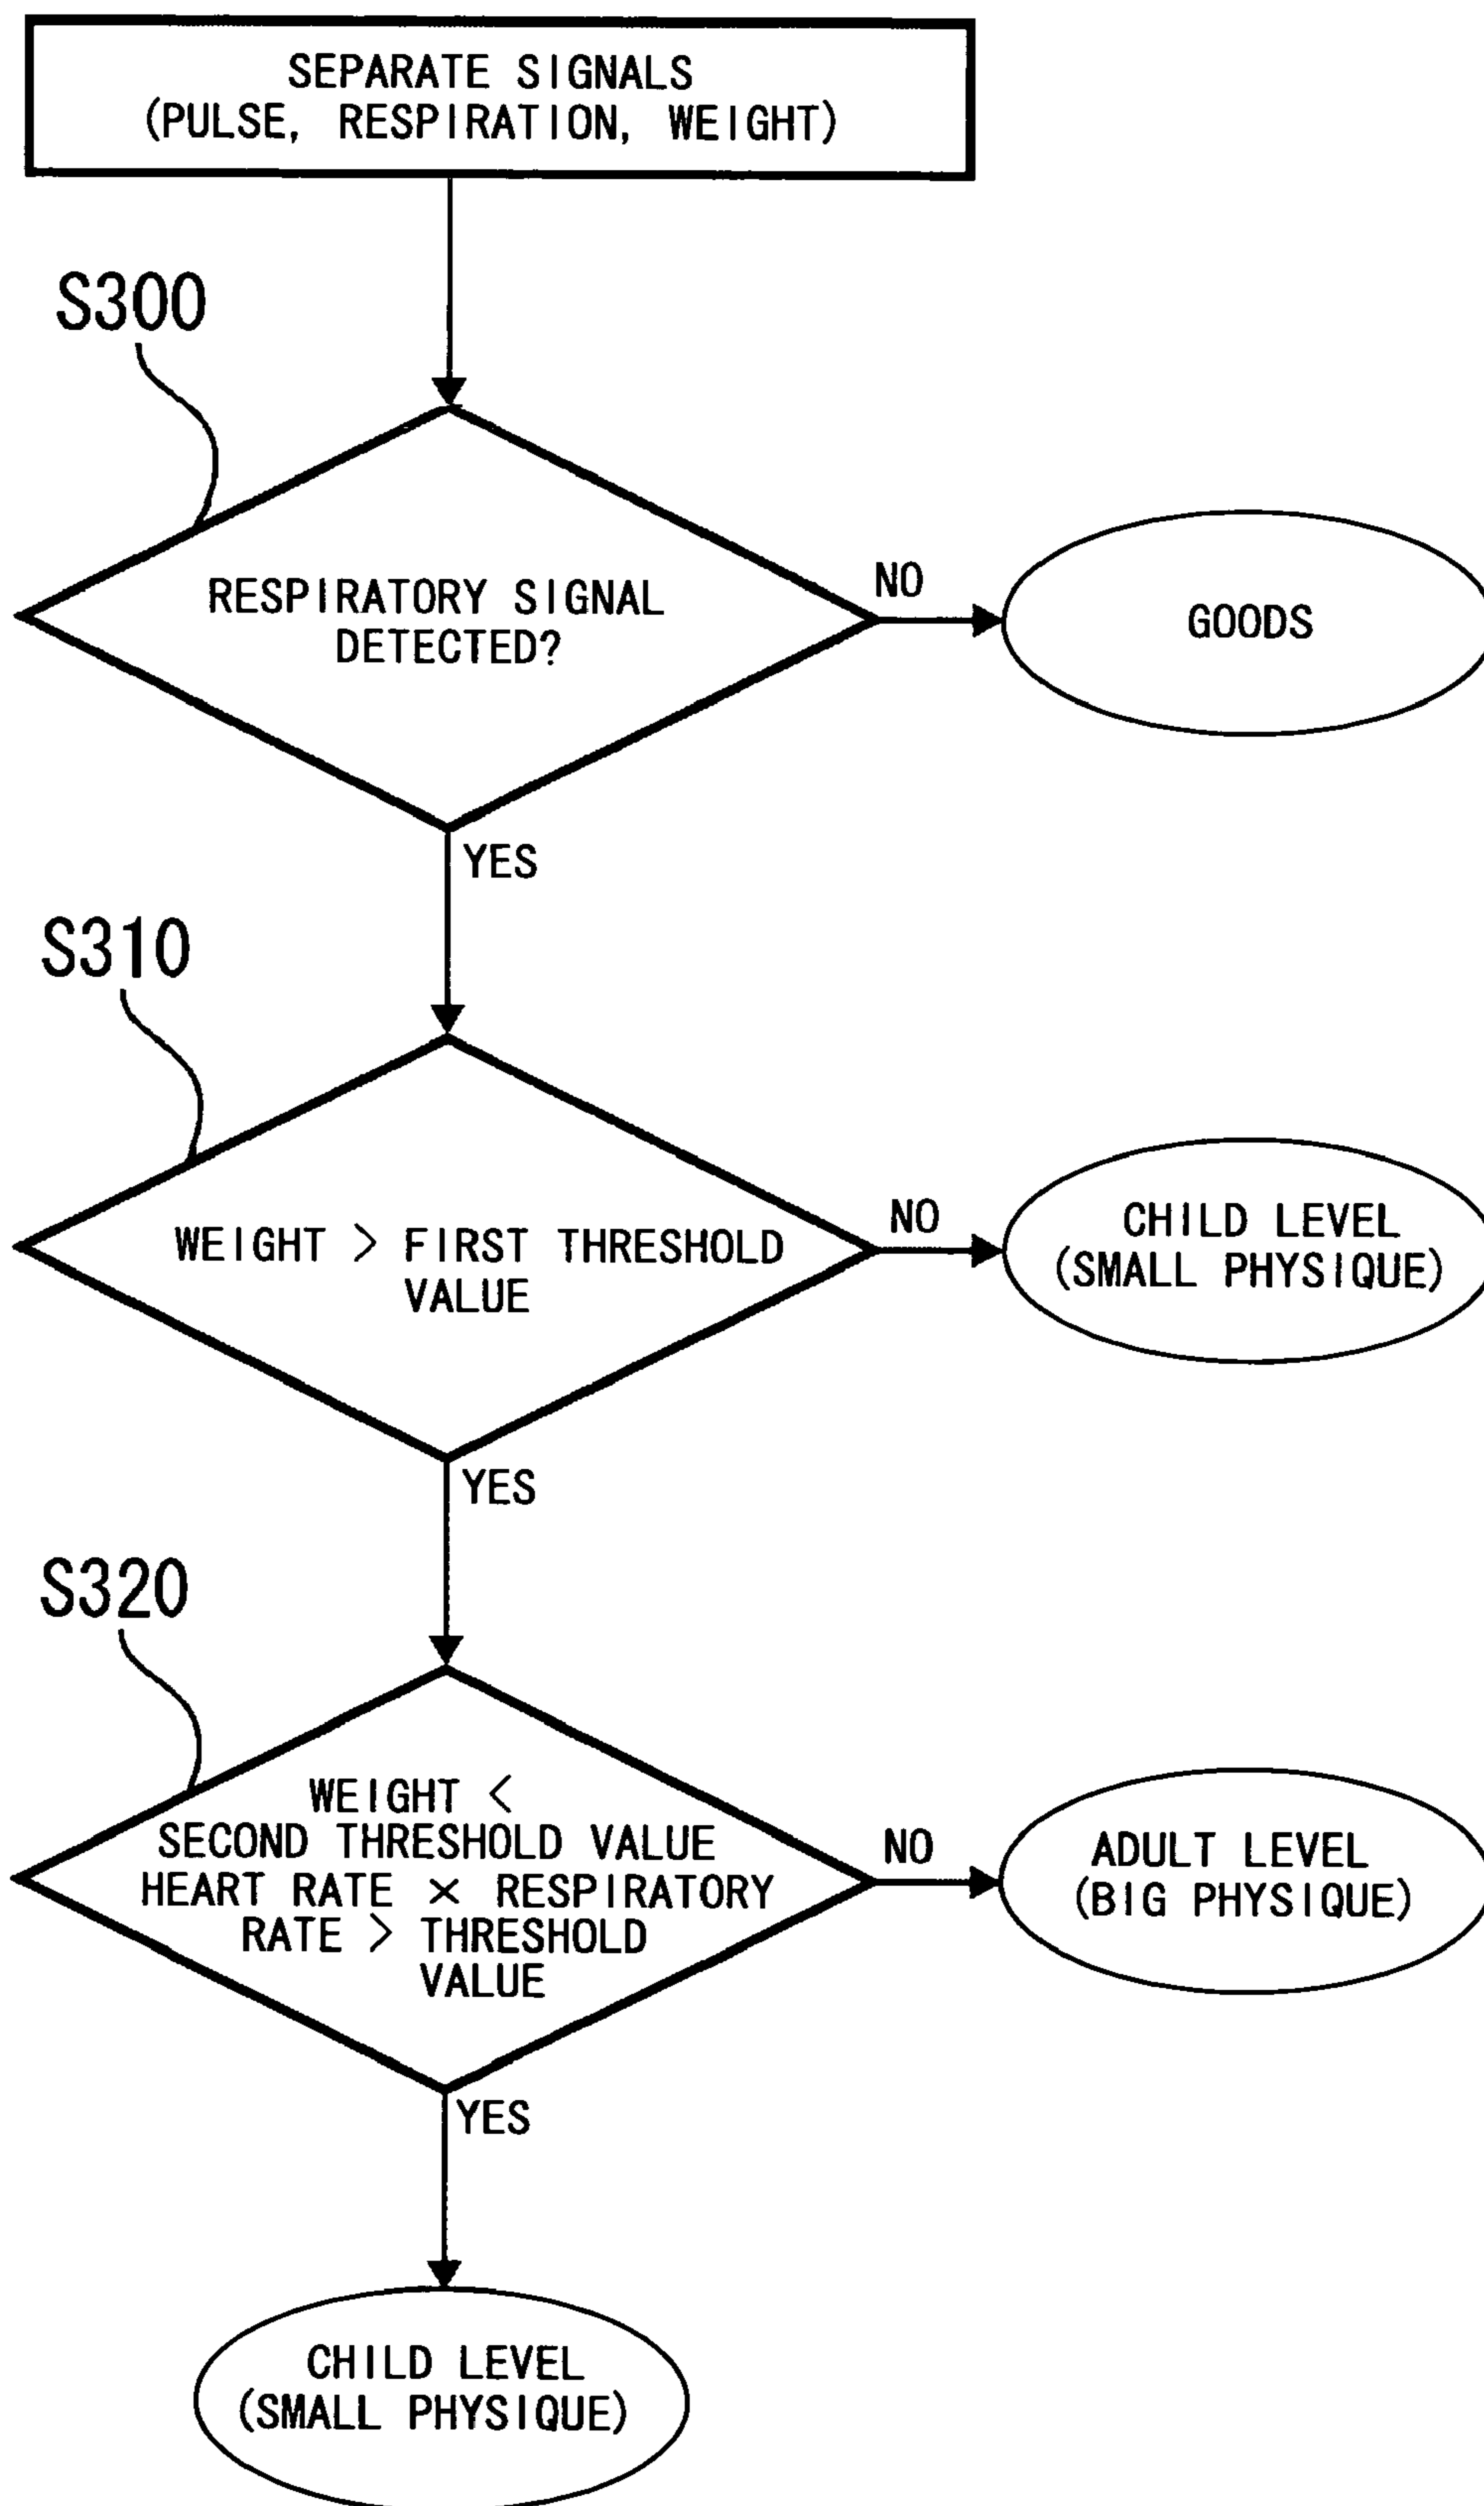 SEPARATE SIGNALS
(PULSE, RESPIRATION, WEIGHT)
S300
RESPIRATORY SIGNAL
DETECTED?
NO
GOODS
YES
S310
WEIGHT > FIRST THRESHOLD
VALUE
NO
CHILD LEVEL
(SMALL PHYSIQUE)
YES
S320
WEIGHT <
SECOND THRESHOLD VALUE
HEART RATE × RESPIRATORY
RATE > THRESHOLD
VALUE
NO
ADULT LEVEL
(BIG PHYSIQUE)
YES
CHILD LEVEL
(SMALL PHYSIQUE)